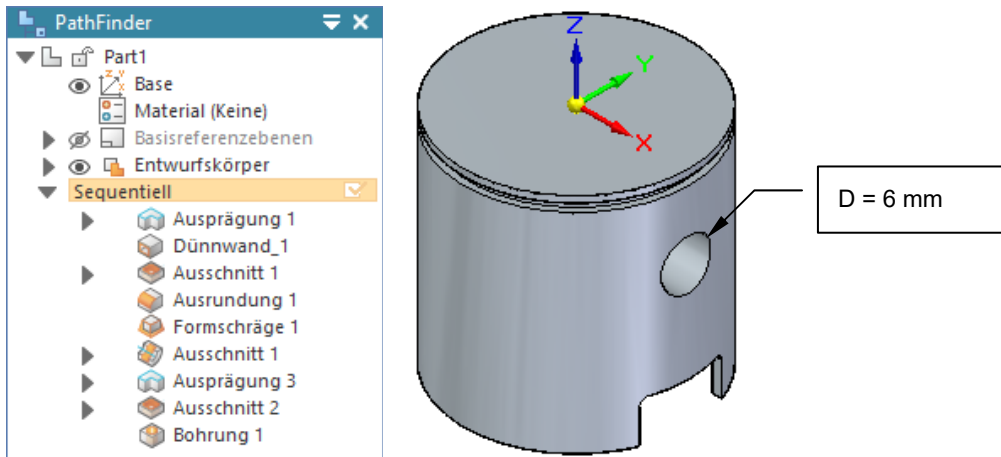 PathFinder
Part1
Base
Material (Keine)
Basisreferenzebenen
Entwurfskörper
Sequentiell
Ausprägung 1
Dünnwand_1
Ausschnitt 1
Ausrundung 1
Formschräge 1
Ausschnitt 1
Ausprägung 3
Ausschnitt 2
Bohrung 1
Z
Y
X
D = 6 mm